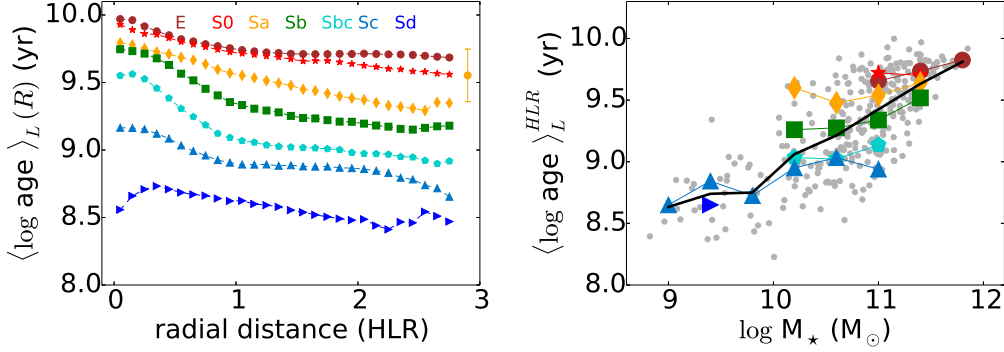 ⟨log age⟩_L (R) (yr)
10.0
9.5
9.0
8.5
8.0
E S0 Sa Sb Sbc Sc Sd
0 1 2 3
radial distance (HLR)
⟨log age⟩_L^HLR (yr)
10.0
9.5
9.0
8.5
8.0
9 10 11 12
log M⋆ (M⊙)